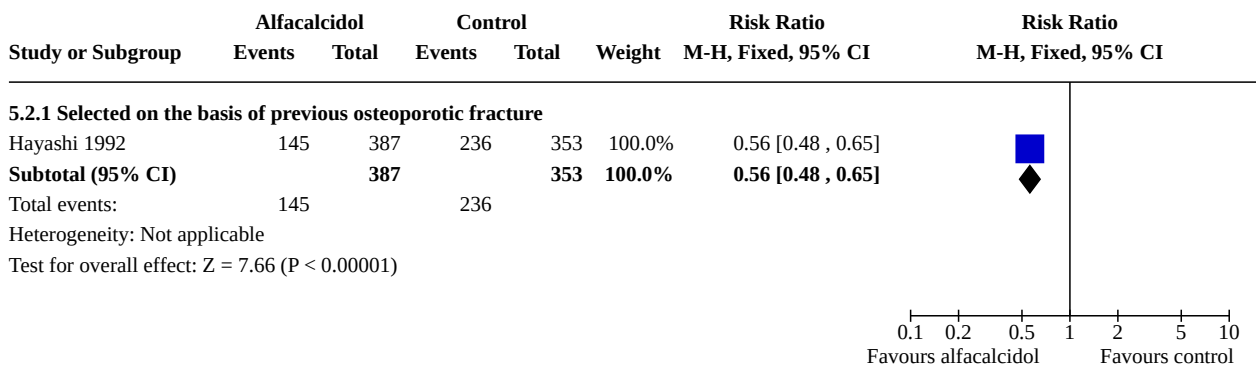 Alfacalcidol Control Risk Ratio Risk Ratio
Study or Subgroup Events Total Events Total Weight M-H, Fixed, 95% CI M-H, Fixed, 95% CI
5.2.1 Selected on the basis of previous osteoporotic fracture
Hayashi 1992 145 387 236 353 100.0% 0.56 [0.48 , 0.65]
Subtotal (95% CI) 387 353 100.0% 0.56 [0.48 , 0.65]
Total events: 145 236
Heterogeneity: Not applicable
Test for overall effect: Z = 7.66 (P < 0.00001)
0.1 0.2 0.5 1 2 5 10
Favours alfacalcidol Favours control